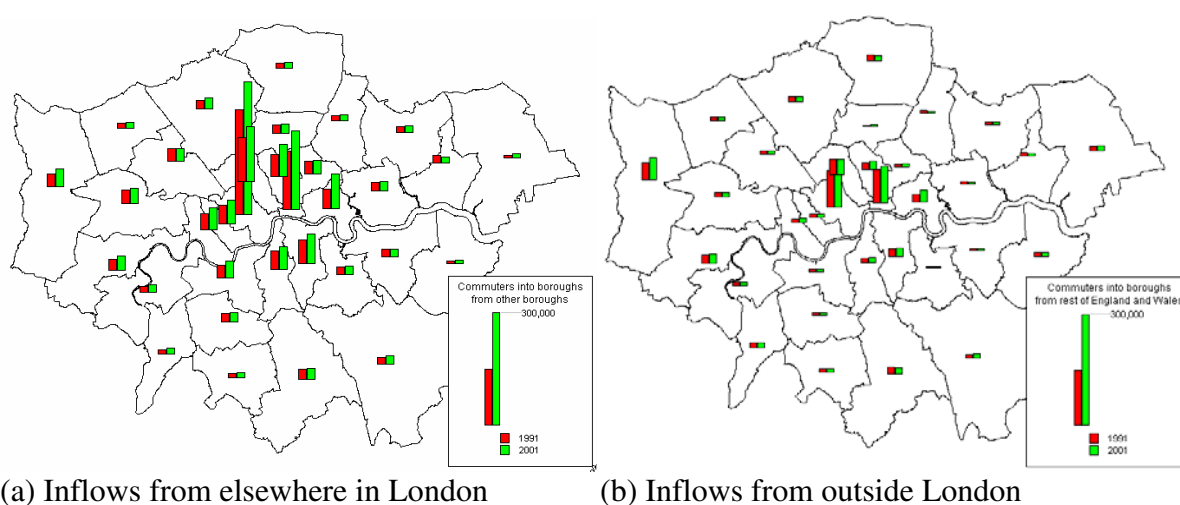 Commuters into boroughs
from other boroughs
300,000
1991
2001
Commuters into boroughs
from rest of England and Wales
300,000
1991
2001
(a) Inflows from elsewhere in London
(b) Inflows from outside London